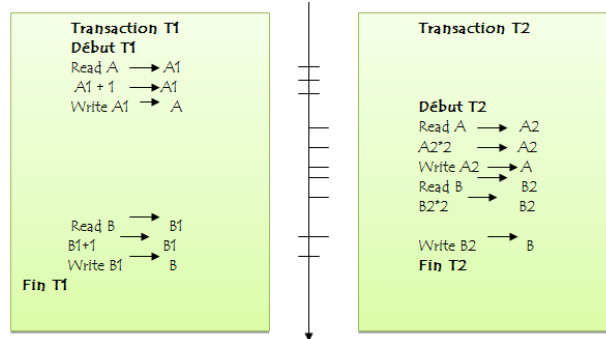 Transaction T1
Début T1
Read A → A1
A1 + 1 → A1
Write A1 → A
Read B → B1
B1+1 → B1
Write B1 → B
Fin T1
Transaction T2
Début T2
Read A → A2
A2*2 → A2
Write A2 → A
Read B → B2
B2*2 → B2
Write B2 → B
Fin T2